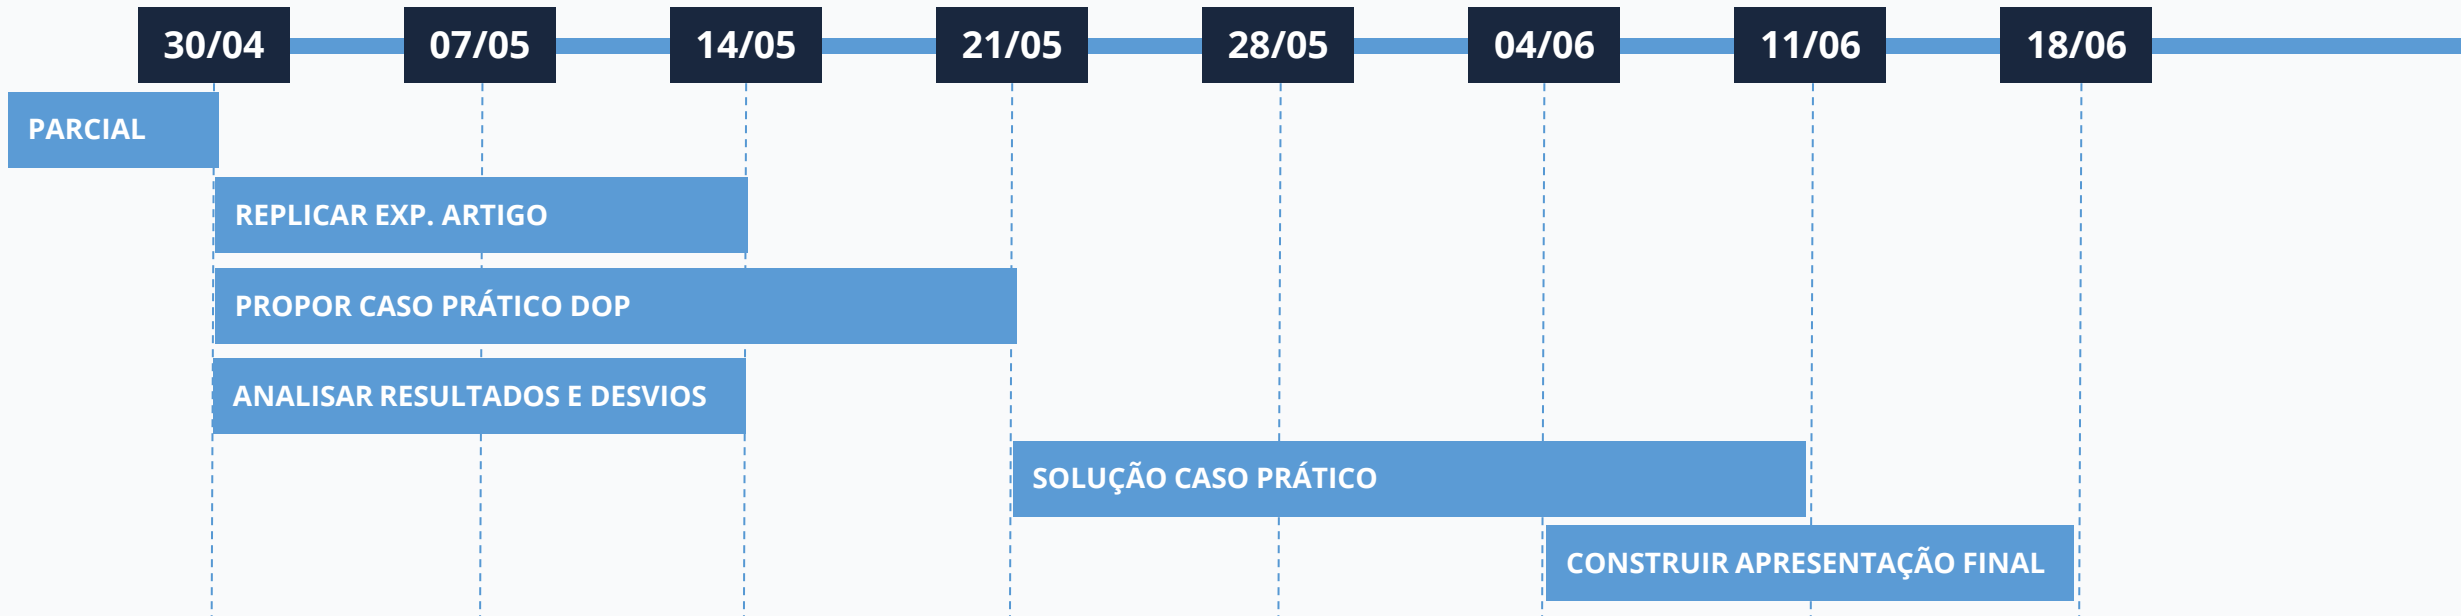 30/04 07/05 14/05 21/05 28/05 04/06 11/06 18/06
PARCIAL
REPLICAR EXP. ARTIGO
PROPOR CASO PRÁTICO DOP
ANALISAR RESULTADOS E DESVIOS
SOLUÇÃO CASO PRÁTICO
CONSTRUIR APRESENTAÇÃO FINAL